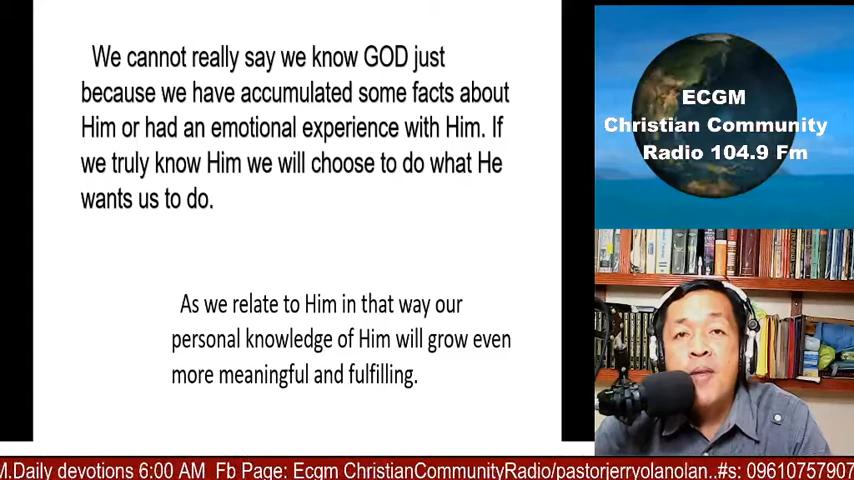 We cannot really say we know GOD just
because we have accumulated some facts about
Him or had an emotional experience with Him. If
we truly know Him we will choose to do what He
wants us to do.
As we relate to Him in that way our
personal knowledge of Him will grow even
more meaningful and fulfilling.
ECGM
Christian Community
Radio 104.9 Fm
M.Daily devotions 6:00 AM Fb Page: Ecgm ChristianCommunityRadio/pastorjerryolanolan..#s: 09610757907